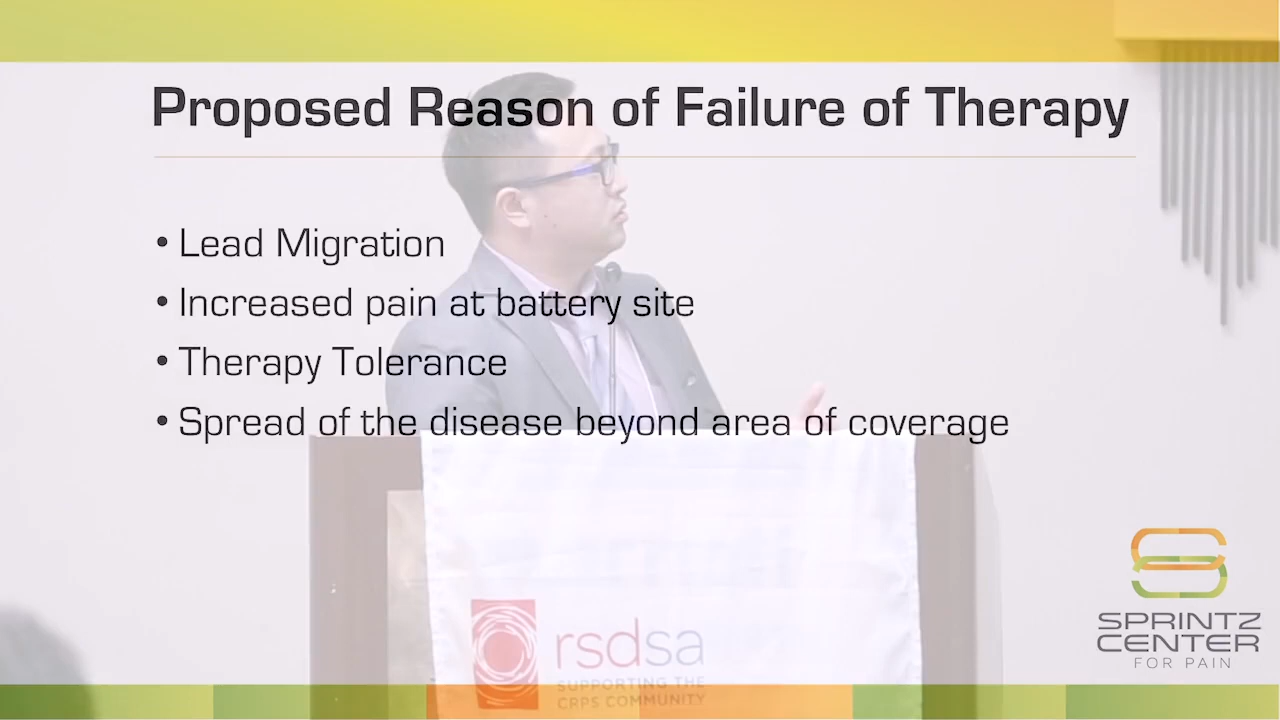 Proposed Reason of Failure of Therapy
• Lead Migration
• Increased pain at battery site
• Therapy Tolerance
• Spread of the disease beyond area of coverage
SPRINTZ
CENTER
FOR PAIN
rsdsa
SUPPORTING THE
CRPS COMMUNITY